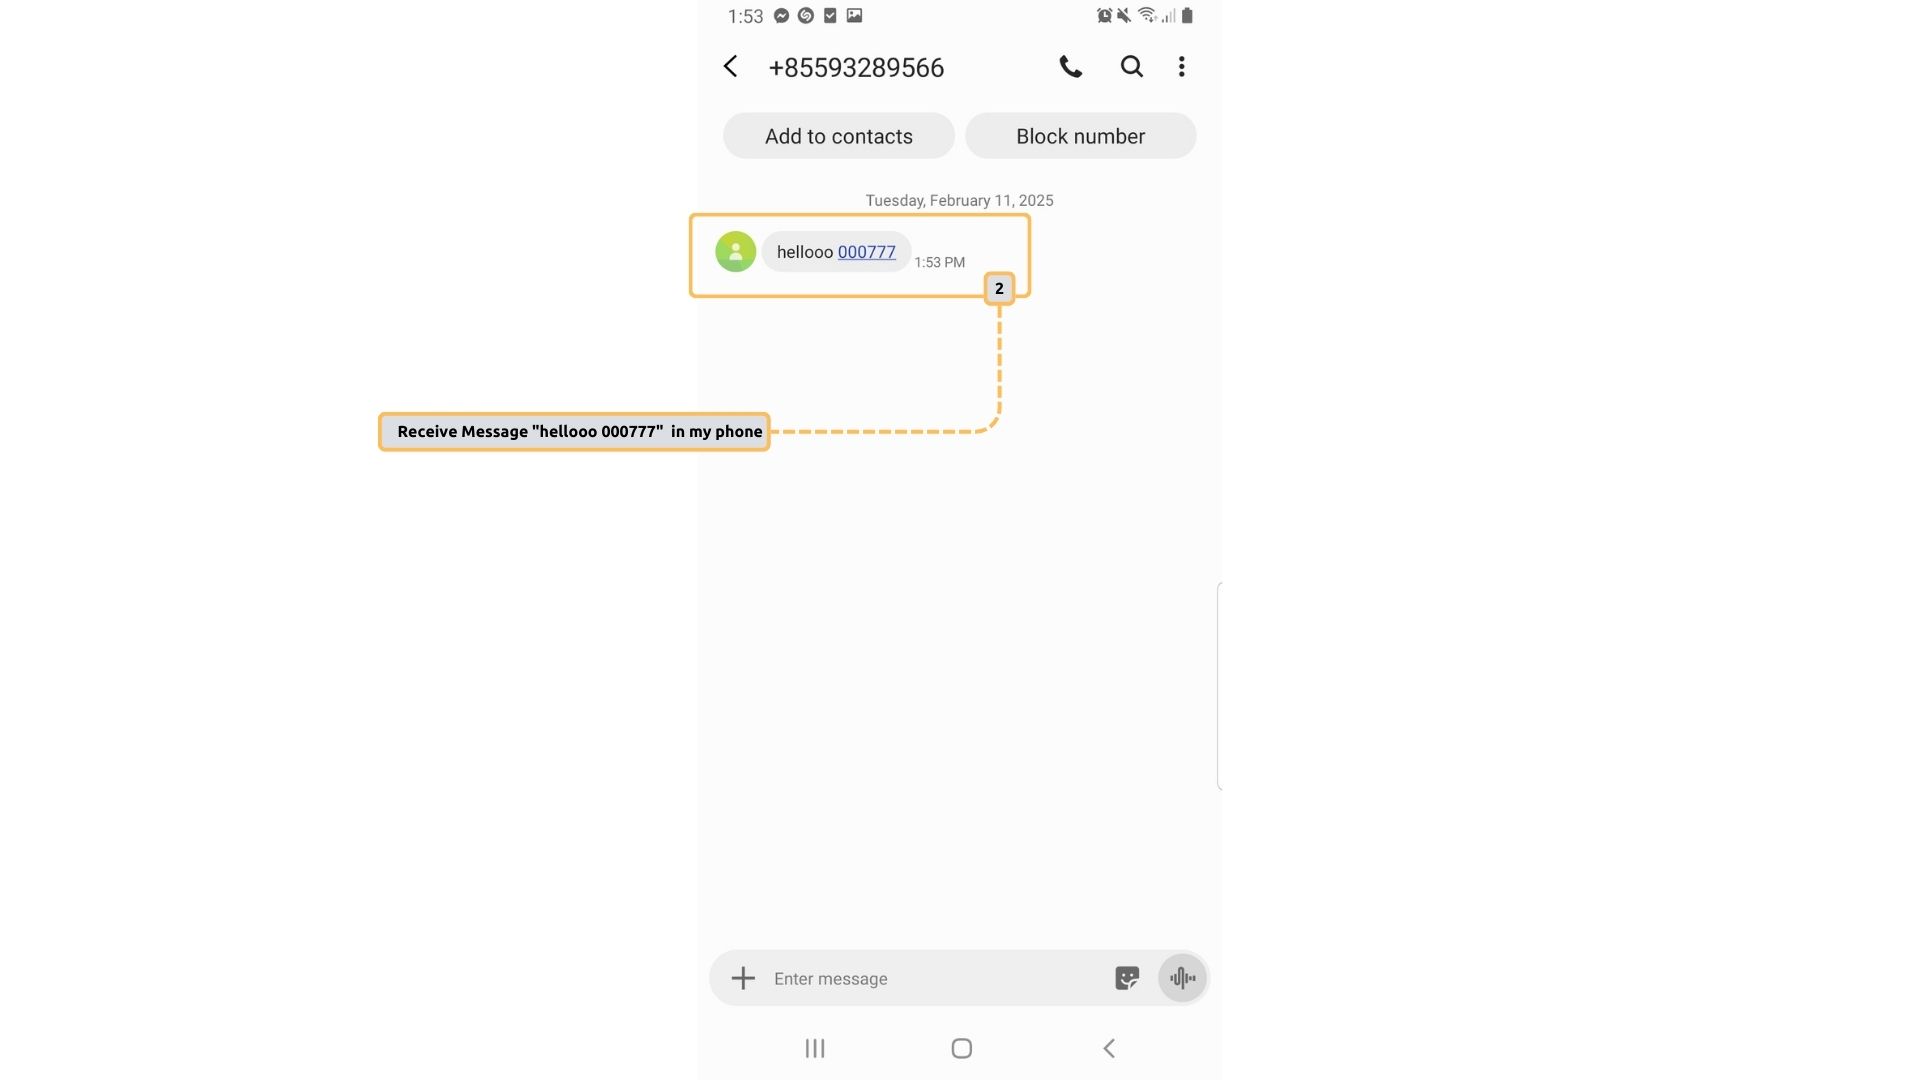 1:53
+85593289566
Add to contacts
Block number
Tuesday, February 11, 2025
hellooo 000777
1:53 PM
2
Receive Message "hellooo 000777"  in my phone
Enter message